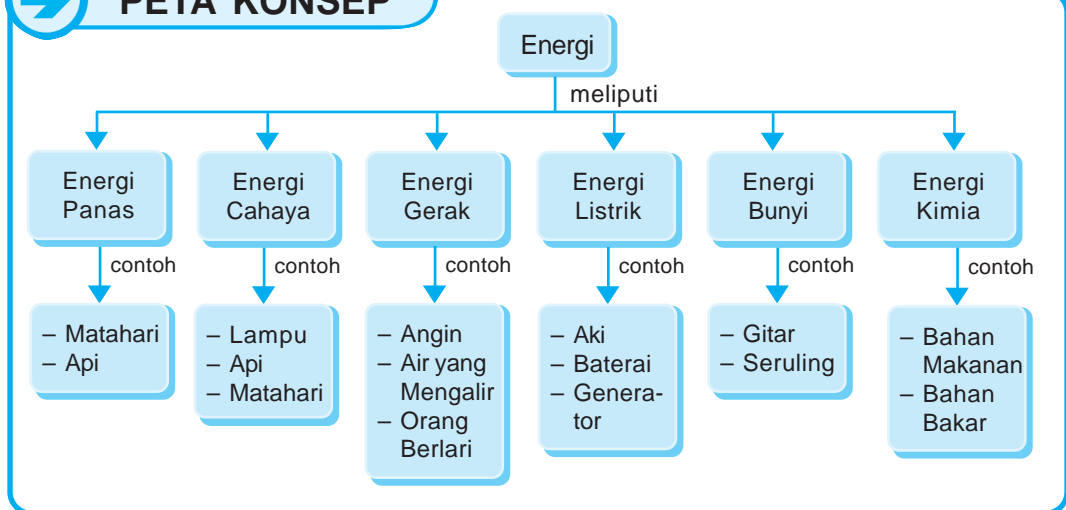 PETA KONSEP
Energi
meliputi
Energi
Panas
Energi
Cahaya
Energi
Gerak
Energi
Listrik
Energi
Bunyi
Energi
Kimia
contoh
contoh
contoh
contoh
contoh
contoh
– Matahari
– Api
– Lampu
– Api
– Matahari
– Angin
– Air yang
Mengalir
– Orang
Berlari
– Aki
– Baterai
– Genera-
tor
– Gitar
– Seruling
– Bahan
Makanan
– Bahan
Bakar